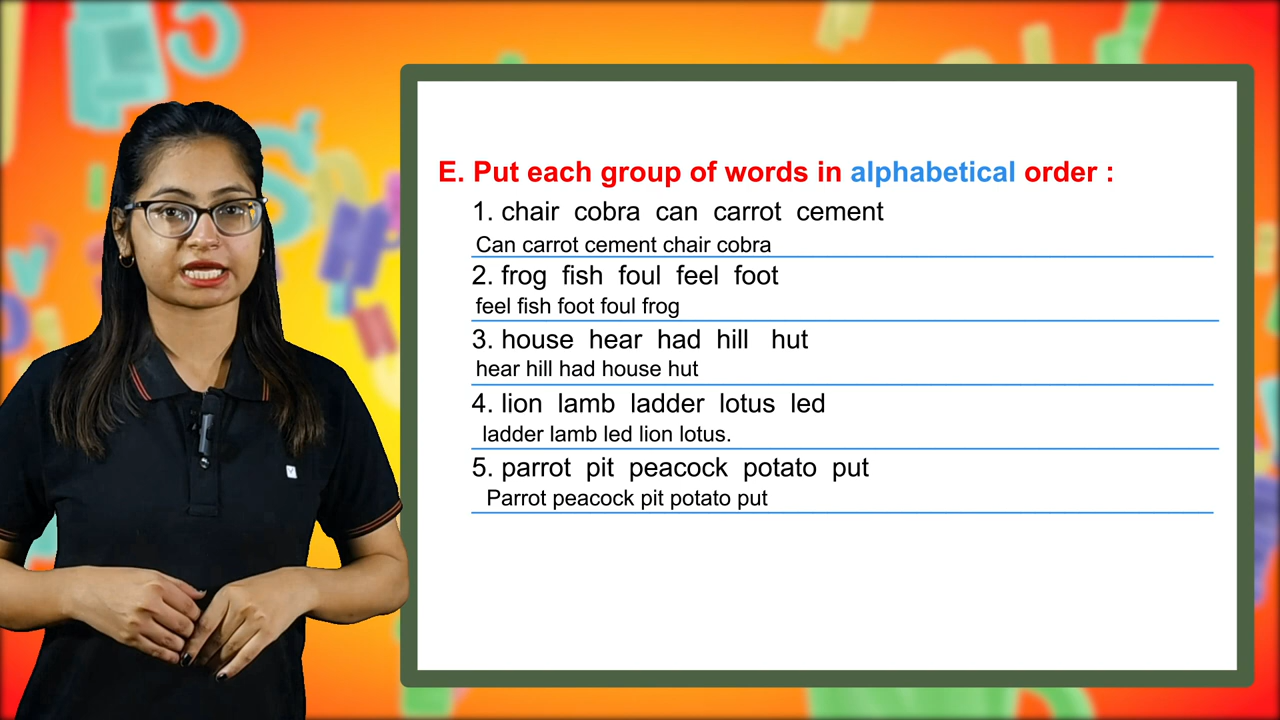 E. Put each group of words in alphabetical order :
1. chair cobra can carrot cement
Can carrot cement chair cobra
2. frog fish foul feel foot
feel fish foot foul frog
3. house hear had hill hut
hear hill had house hut
4. lion lamb ladder lotus led
ladder lamb led lion lotus.
5. parrot pit peacock potato put
Parrot peacock pit potato put